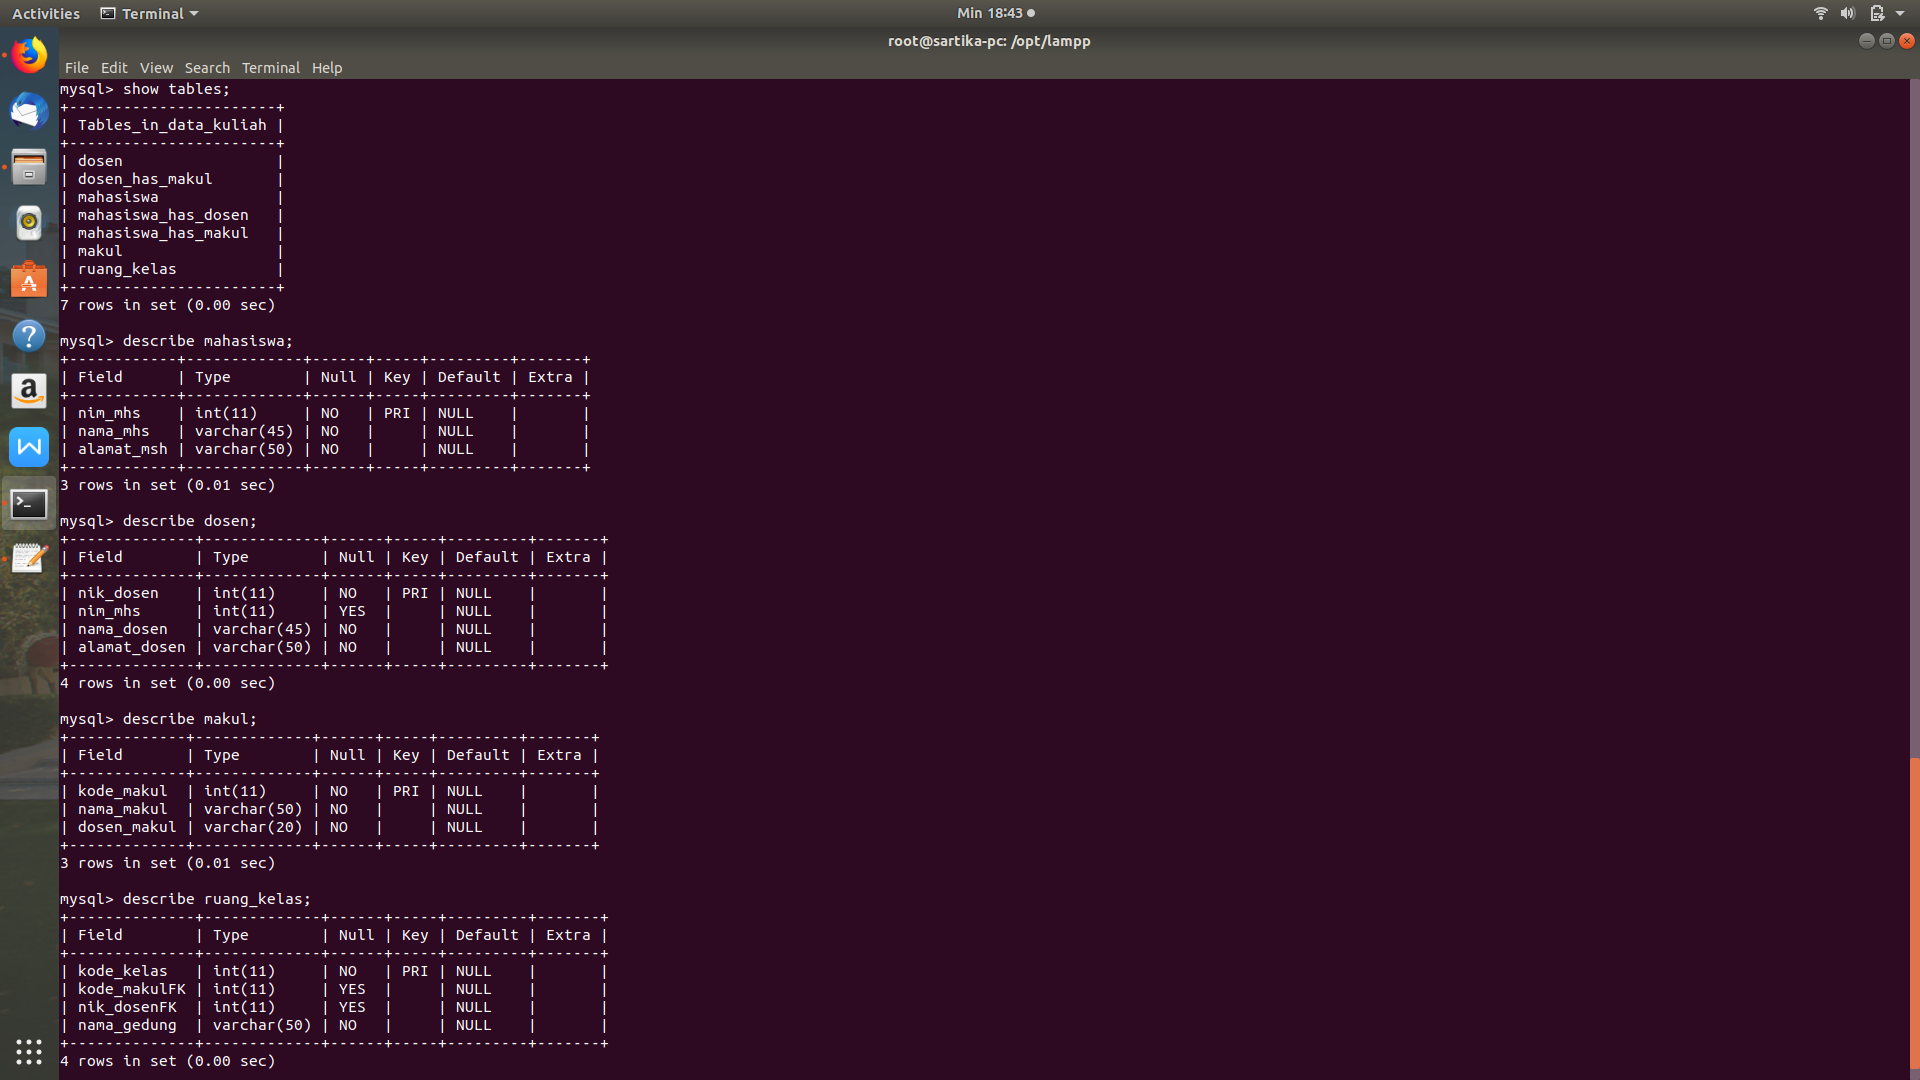 Activities Terminal Min 18:43
root@sartika-pc: /opt/lampp
File Edit View Search Terminal Help
mysql> show tables;
+-----------------------+
| Tables_in_data_kuliah |
+-----------------------+
| dosen                 |
| dosen_has_makul       |
| mahasiswa             |
| mahasiswa_has_dosen   |
| mahasiswa_has_makul   |
| makul                 |
| ruang_kelas           |
+-----------------------+
7 rows in set (0.00 sec)

mysql> describe mahasiswa;
+------------+-------------+------+-----+---------+-------+
| Field      | Type        | Null | Key | Default | Extra |
+------------+-------------+------+-----+---------+-------+
| nim_mhs    | int(11)     | NO   | PRI | NULL    |       |
| nama_mhs   | varchar(45) | NO   |     | NULL    |       |
| alamat_msh | varchar(50) | NO   |     | NULL    |       |
+------------+-------------+------+-----+---------+-------+
3 rows in set (0.01 sec)

mysql> describe dosen;
+--------------+-------------+------+-----+---------+-------+
| Field        | Type        | Null | Key | Default | Extra |
+--------------+-------------+------+-----+---------+-------+
| nik_dosen    | int(11)     | NO   | PRI | NULL    |       |
| nim_mhs      | int(11)     | YES  |     | NULL    |       |
| nama_dosen   | varchar(45) | NO   |     | NULL    |       |
| alamat_dosen | varchar(50) | NO   |     | NULL    |       |
+--------------+-------------+------+-----+---------+-------+
4 rows in set (0.00 sec)

mysql> describe makul;
+-------------+-------------+------+-----+---------+-------+
| Field       | Type        | Null | Key | Default | Extra |
+-------------+-------------+------+-----+---------+-------+
| kode_makul  | int(11)     | NO   | PRI | NULL    |       |
| nama_makul  | varchar(50) | NO   |     | NULL    |       |
| dosen_makul | varchar(20) | NO   |     | NULL    |       |
+-------------+-------------+------+-----+---------+-------+
3 rows in set (0.01 sec)

mysql> describe ruang_kelas;
+--------------+-------------+------+-----+---------+-------+
| Field        | Type        | Null | Key | Default | Extra |
+--------------+-------------+------+-----+---------+-------+
| kode_kelas   | int(11)     | NO   | PRI | NULL    |       |
| kode_makulFK | int(11)     | YES  |     | NULL    |       |
| nik_dosenFK  | int(11)     | YES  |     | NULL    |       |
| nama_gedung  | varchar(50) | NO   |     | NULL    |       |
+--------------+-------------+------+-----+---------+-------+
4 rows in set (0.00 sec)